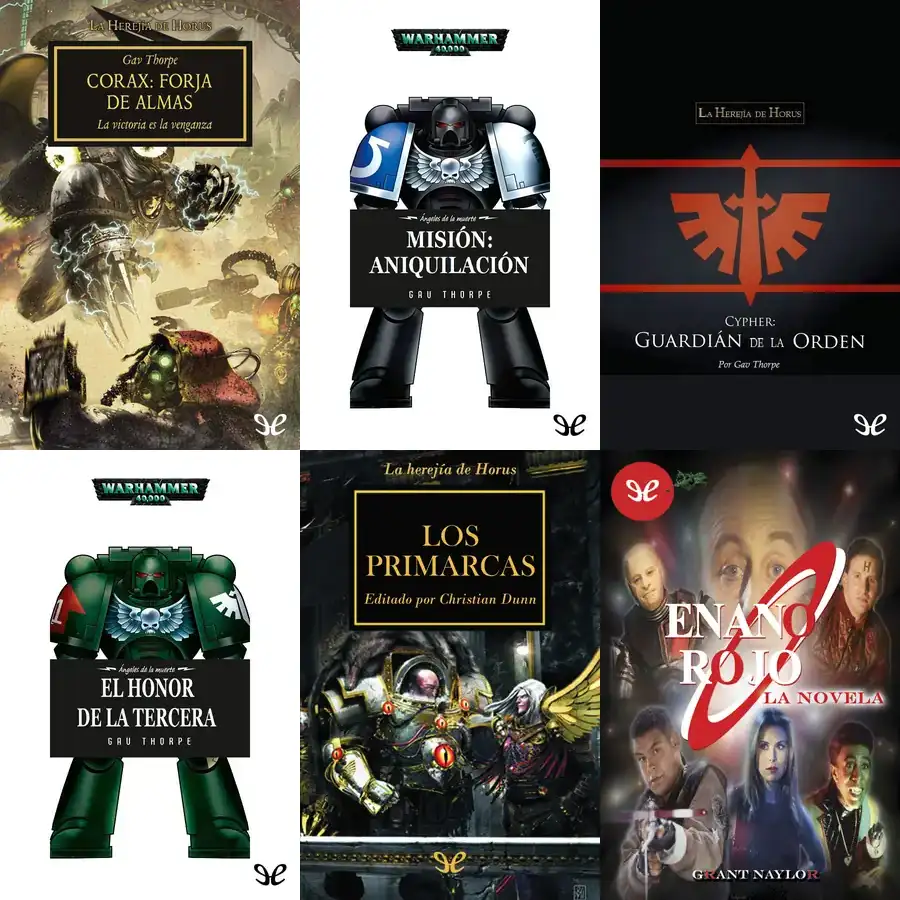 La Herejía de Horus
Gav Thorpe
CORAX: FORJA
DE ALMAS
La victoria es la venganza
WARHAMMER
40,000
Ángeles de la muerte
MISIÓN:
ANIQUILACIÓN
GAV THORPE
La Herejía de Horus
Cypher:
Guardián de la Orden
Por Gav Thorpe
WARHAMMER
40,000
1
Ángeles de la muerte
EL HONOR
DE LA TERCERA
GAV THORPE
La herejía de Horus
LOS
PRIMARCAS
Editado por Christian Dunn
H
ENANO
ROJO
LA NOVELA
GRANT NAYLOR